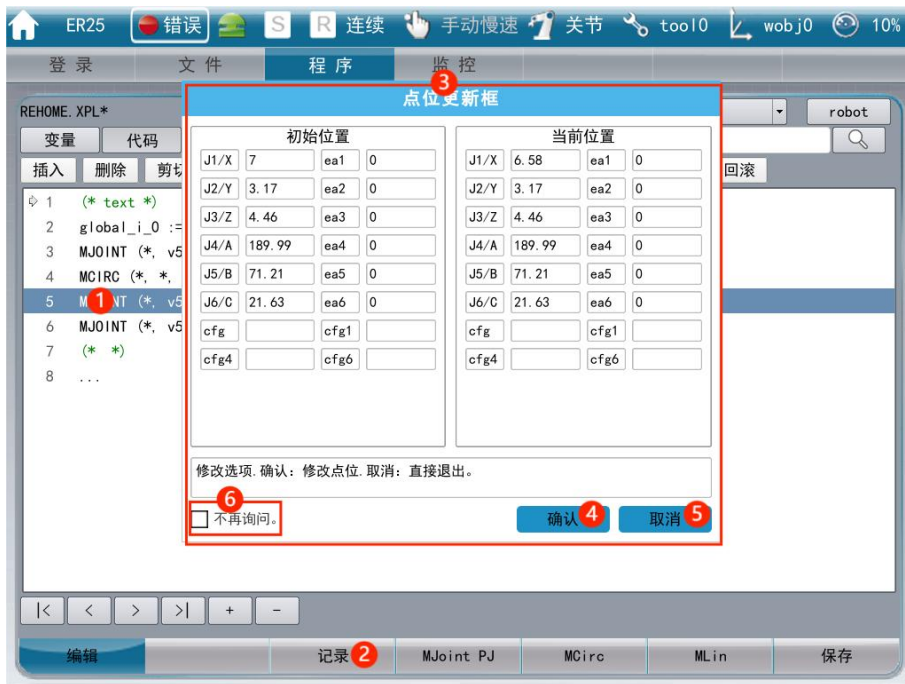 ER25 错误 S R 连续 手动慢速 关节 tool0 wobj0 10%
登 录 文 件 程 序 监 控
3
点位更新框
REHOME.XPL* robot
变量 代码
插入 删除 剪切 回滚
初始位置 当前位置
J1/X 7 ea1 0 J1/X 6.58 ea1 0
J2/Y 3.17 ea2 0 J2/Y 3.17 ea2 0
J3/Z 4.46 ea3 0 J3/Z 4.46 ea3 0
J4/A 189.99 ea4 0 J4/A 189.99 ea4 0
J5/B 71.21 ea5 0 J5/B 71.21 ea5 0
J6/C 21.63 ea6 0 J6/C 21.63 ea6 0
cfg cfg1 cfg cfg1
cfg4 cfg6 cfg4 cfg6
1 (* text *)
2 global_i_0 :=
3 MJOINT (*, v5
4 MCIRC (*, *,
5 MJOINT (*, v5
1
6 MJOINT (*, v5
7 (* *)
8 ...
修改选项.确认: 修改点位.取消: 直接退出。
6
不再询问。 确认 4 取消 5
|< < > >| + -
编辑 记录 2 MJoint PJ MCirc MLin 保存